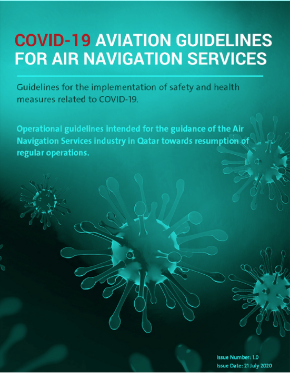 COVID-19 AVIATION GUIDELINES
FOR AIR NAVIGATION SERVICES
Guidelines for the implementation of safety and health
measures related to COVID-19.
Operational guidelines intended for the guidance of the Air
Navigation Services industry in Qatar towards resumption of
regular operations.
Issue Number: 1.0
Issue Date: 21 July 2020